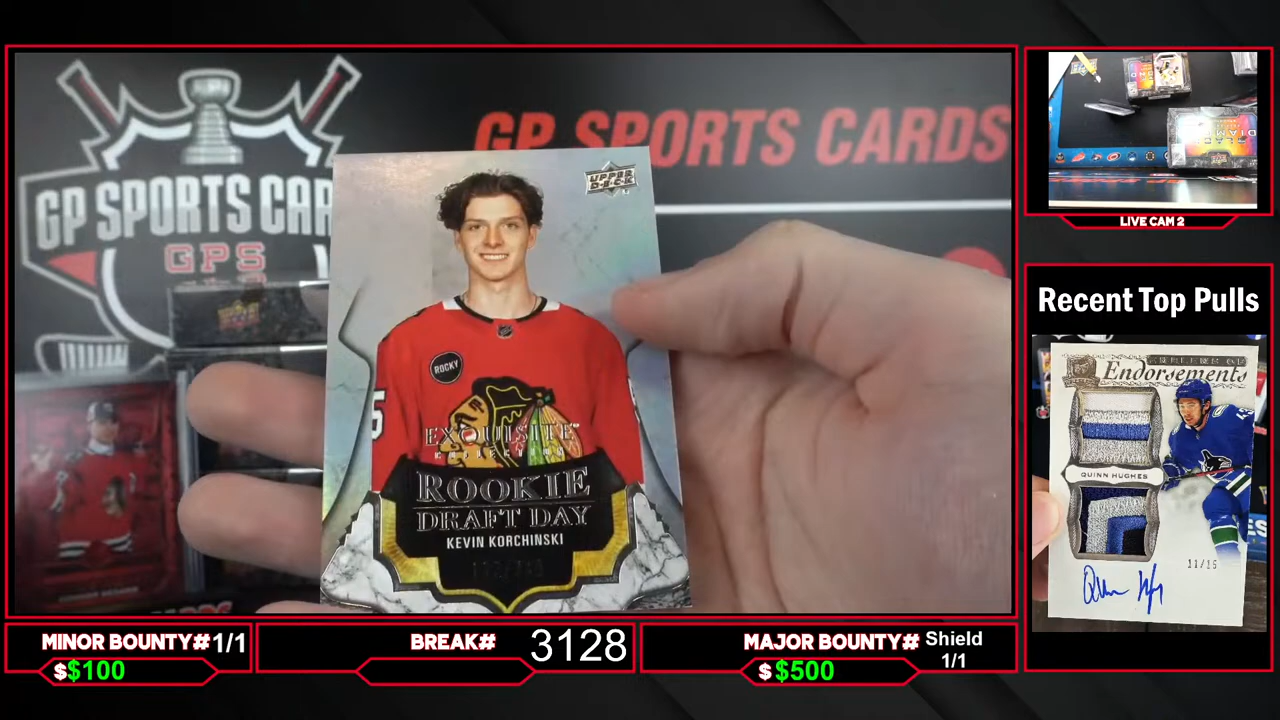 GP SPORTS CARDS
GP SPORTS CAR
GPS
UPPER
DECK
ROCKY
EXQUISITE
COLLECTION
ROOKIE
DRAFT DAY
KEVIN KORCHINSKI
LIVE CAM 2
Recent Top Pulls
Endorsements
QUINN HUGHES
11/15
MINOR BOUNTY# 1/1
$$100
BREAK# 3128
MAJOR BOUNTY# Shield
1/1
$$500